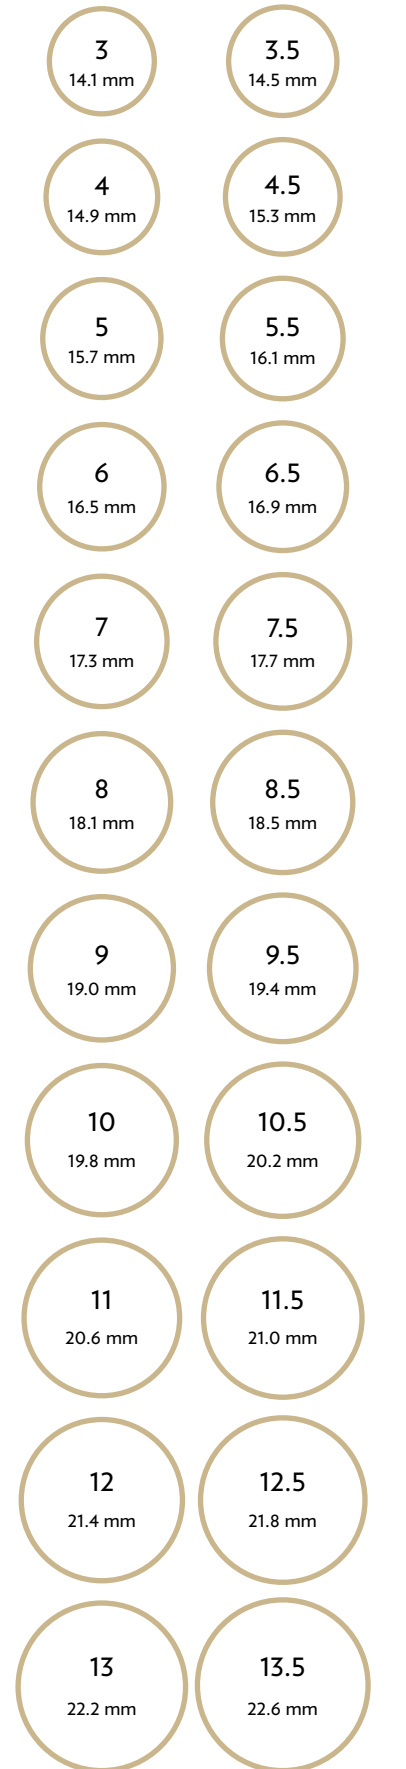 3
14.1 mm
3.5
14.5 mm
4
14.9 mm
4.5
15.3 mm
5
15.7 mm
5.5
16.1 mm
6
16.5 mm
6.5
16.9 mm
7
17.3 mm
7.5
17.7 mm
8
18.1 mm
8.5
18.5 mm
9
19.0 mm
9.5
19.4 mm
10
19.8 mm
10.5
20.2 mm
11
20.6 mm
11.5
21.0 mm
12
21.4 mm
12.5
21.8 mm
13
22.2 mm
13.5
22.6 mm